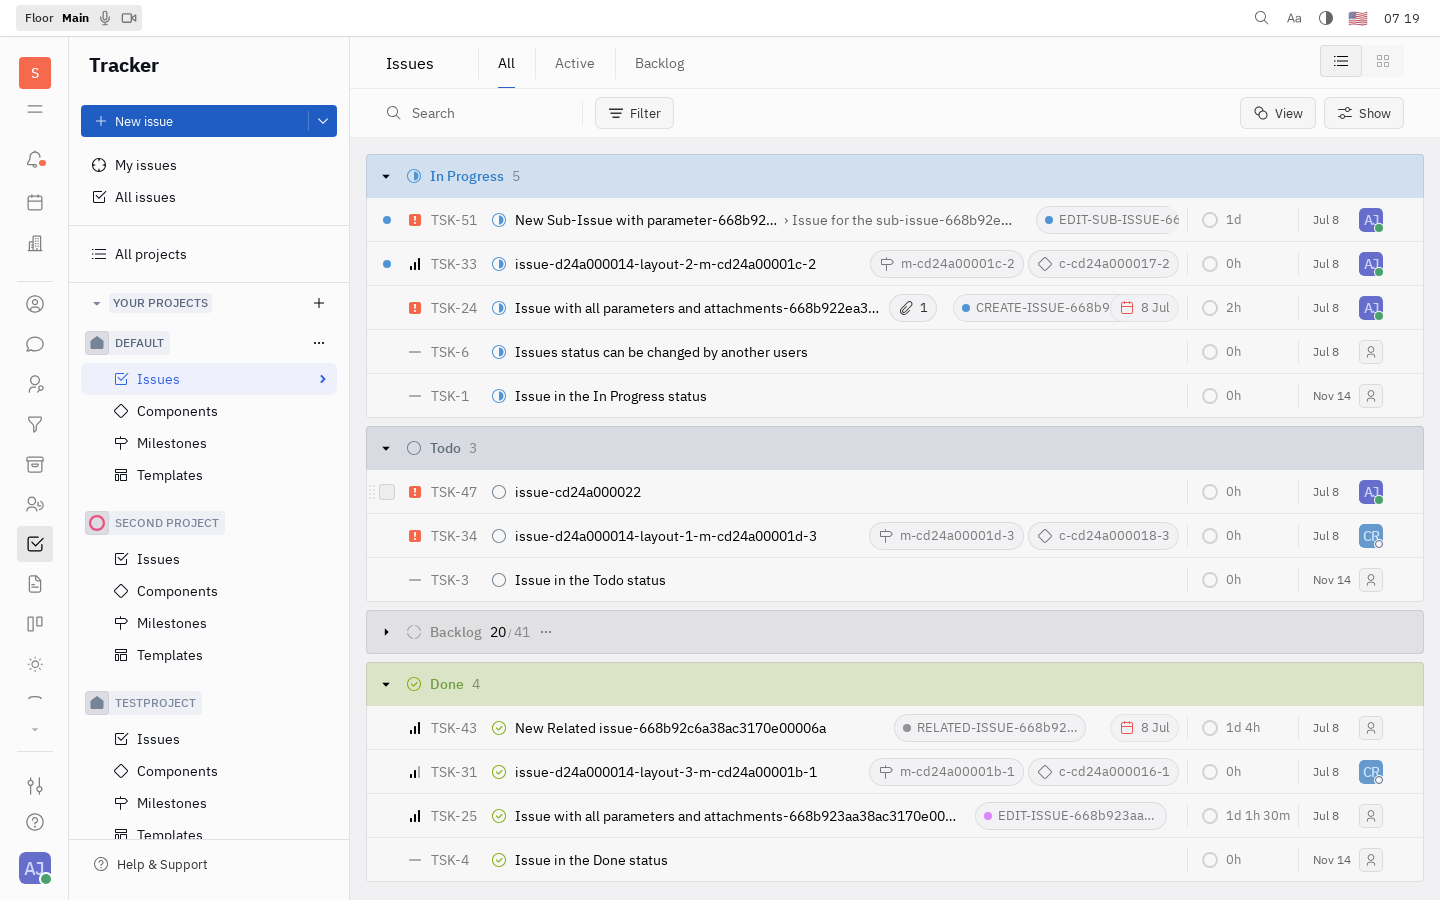 Floor Main
Aa
07 19
S
Tracker
New issue
My issues
All issues
All projects
YOUR PROJECTS
DEFAULT
Issues
Components
Milestones
Templates
SECOND PROJECT
Issues
Components
Milestones
Templates
TESTPROJECT
Issues
Components
Milestones
Templates
Help & Support
AJ
Issues
All
Active
Backlog
Search
Filter
View
Show
In Progress 5
TSK-51 New Sub-Issue with parameter-668b92... › Issue for the sub-issue-668b92e... EDIT-SUB-ISSUE-66 1d Jul 8 AJ
TSK-33 issue-d24a000014-layout-2-m-cd24a00001c-2 m-cd24a00001c-2 c-cd24a000017-2 0h Jul 8 AJ
TSK-24 Issue with all parameters and attachments-668b922ea3... 1 CREATE-ISSUE-668b9 8 Jul 2h Jul 8 AJ
TSK-6 Issues status can be changed by another users 0h Jul 8
TSK-1 Issue in the In Progress status 0h Nov 14
Todo 3
TSK-47 issue-cd24a000022 0h Jul 8 AJ
TSK-34 issue-d24a000014-layout-1-m-cd24a00001d-3 m-cd24a00001d-3 c-cd24a000018-3 0h Jul 8 CR
TSK-3 Issue in the Todo status 0h Nov 14
Backlog 20/41 ···
Done 4
TSK-43 New Related issue-668b92c6a38ac3170e00006a RELATED-ISSUE-668b92... 8 Jul 1d 4h Jul 8
TSK-31 issue-d24a000014-layout-3-m-cd24a00001b-1 m-cd24a00001b-1 c-cd24a000016-1 0h Jul 8 CR
TSK-25 Issue with all parameters and attachments-668b923aa38ac3170e00... EDIT-ISSUE-668b923aa... 1d 1h 30m Jul 8
TSK-4 Issue in the Done status 0h Nov 14